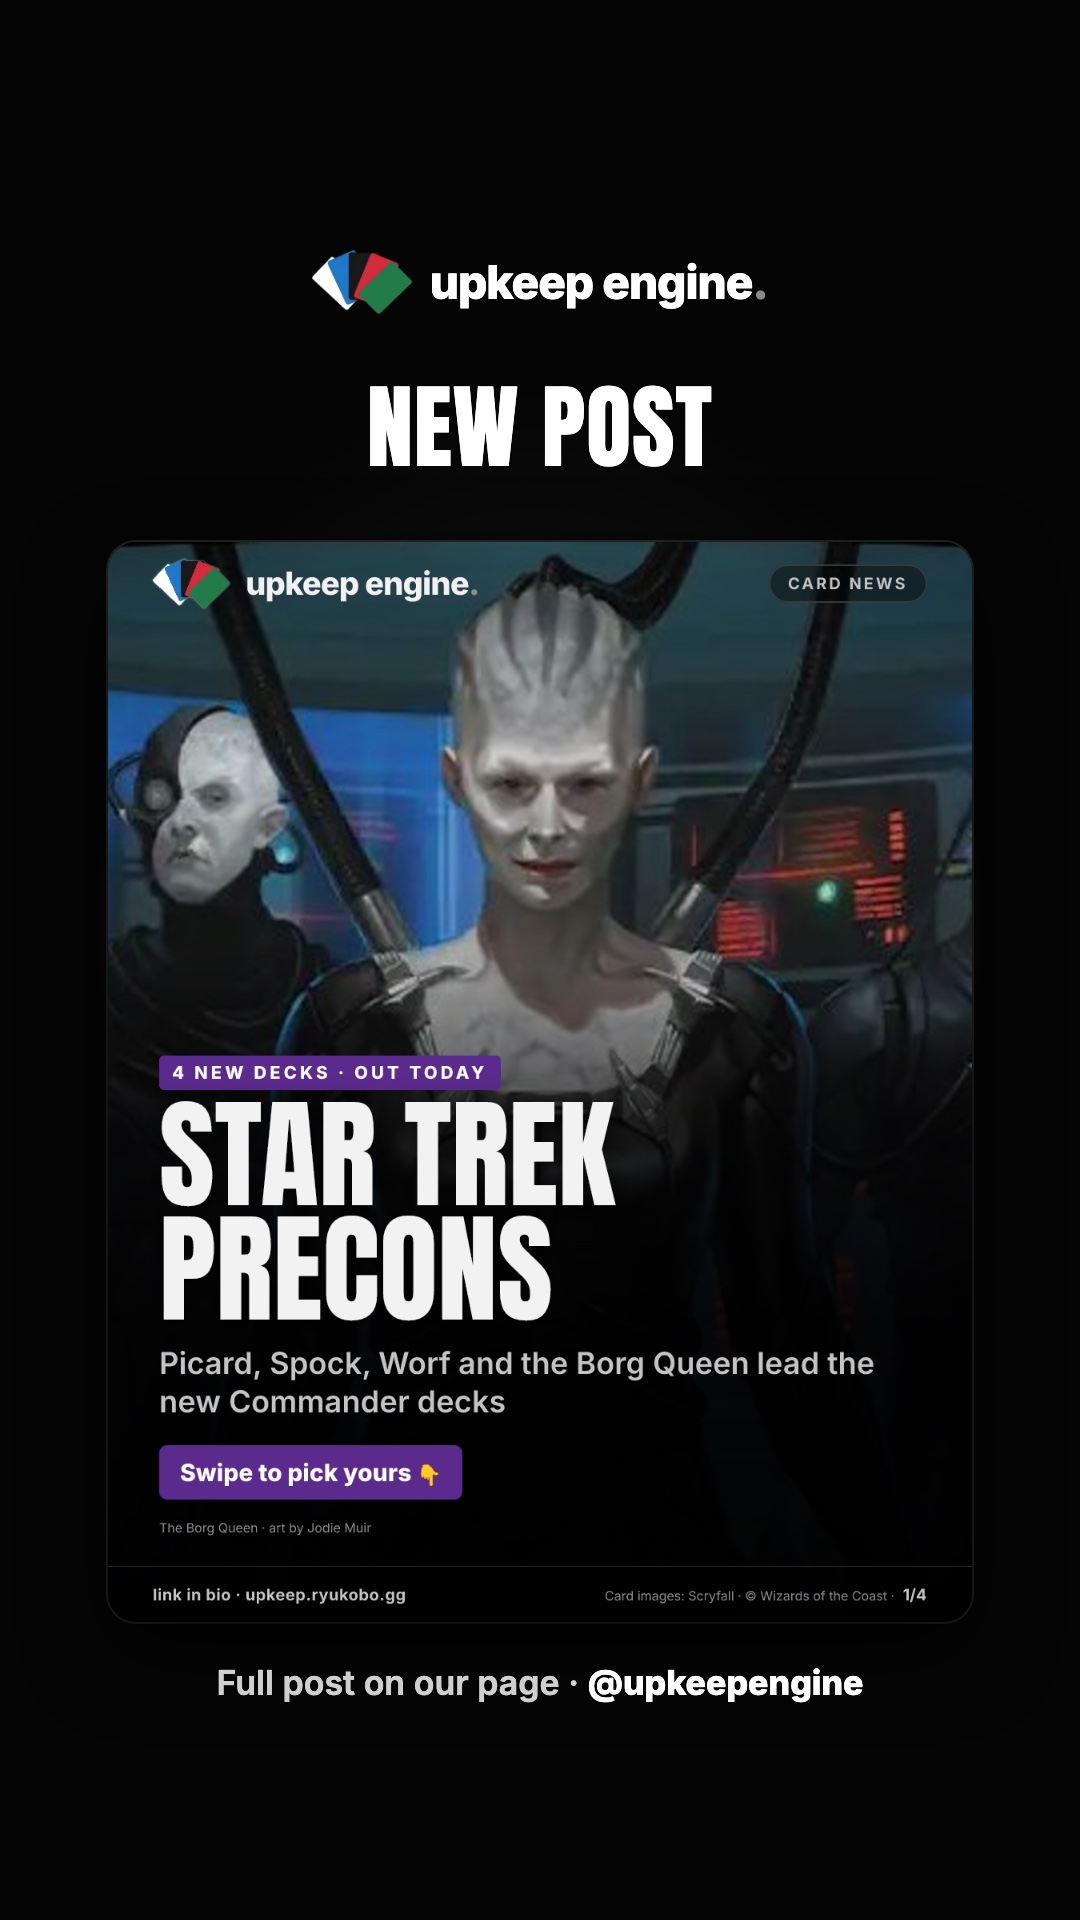 upkeep engine.
NEW POST
upkeep engine.
CARD NEWS
4 NEW DECKS · OUT TODAY
STAR TREK
PRECONS
Picard, Spock, Worf and the Borg Queen lead the
new Commander decks
Swipe to pick yours 👇
The Borg Queen · art by Jodie Muir
link in bio · upkeep.ryukobo.gg
Card images: Scryfall · © Wizards of the Coast · 1/4
Full post on our page · @upkeepengine